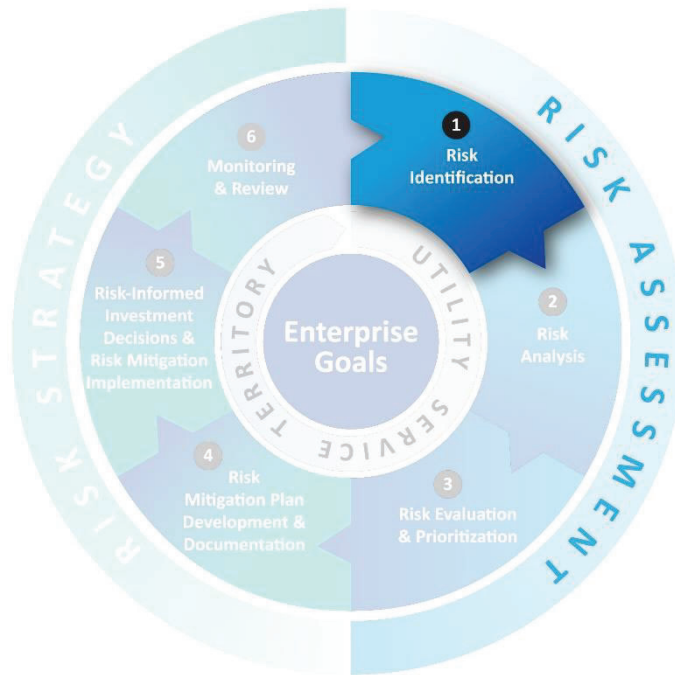 RISK ASSESSMENT
RISK STRATEGY
1
Risk
Identification
2
Risk
Analysis
3
Risk Evaluation
& Prioritization
4
Risk
Mitigation Plan
Development &
Documentation
5
Risk-Informed
Investment
Decisions &
Risk Mitigation
Implementation
6
Monitoring
& Review
UTILITY SERVICE TERRITORY
Enterprise
Goals